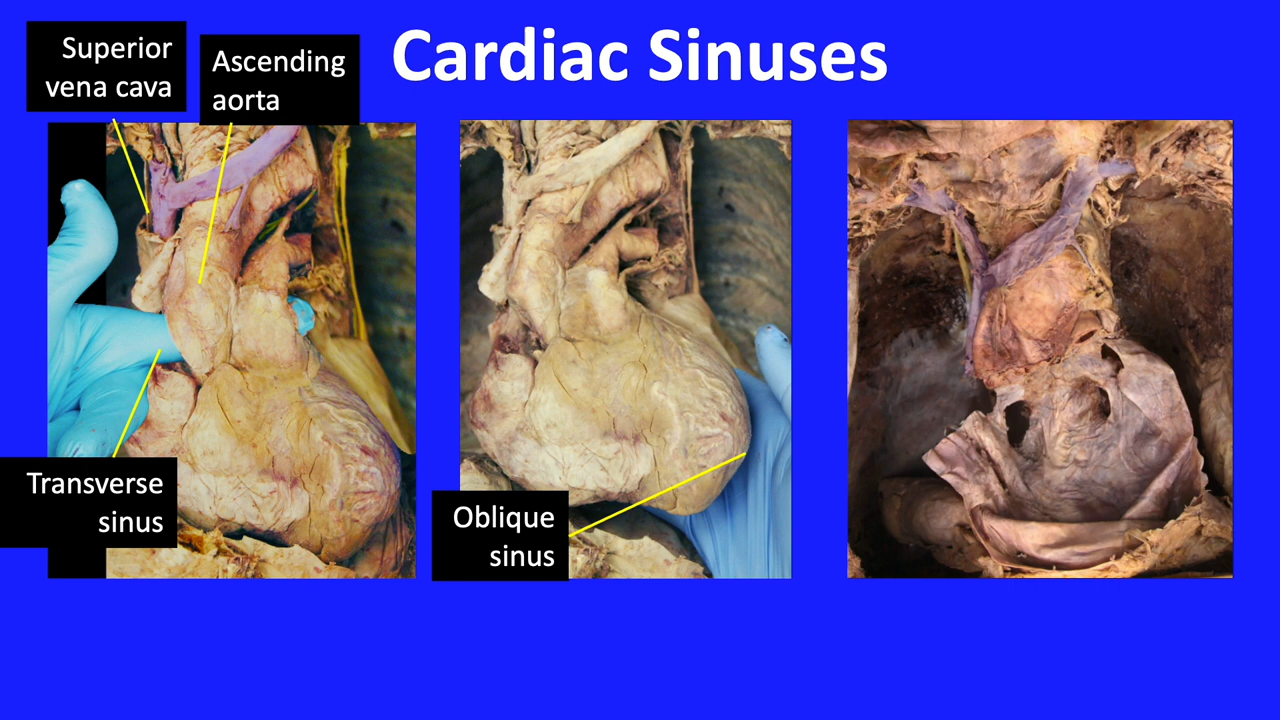 Cardiac Sinuses
Superior
vena cava
Ascending
aorta
Transverse
sinus
Oblique
sinus